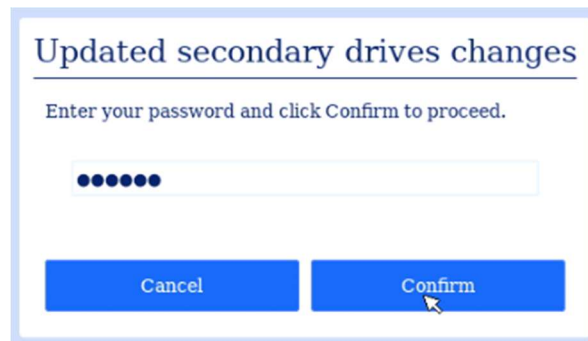 Updated secondary drives changes
Enter your password and click Confirm to proceed.
●●●●●●
Cancel
Confirm